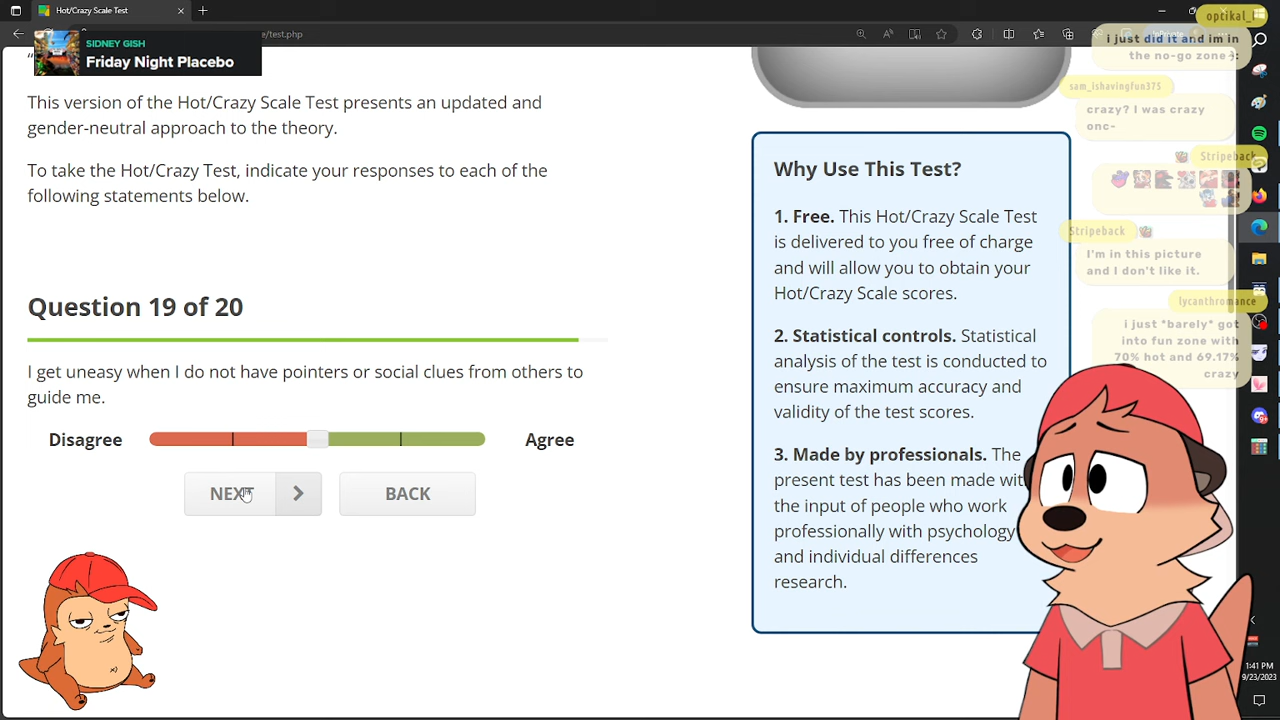 Hot/Crazy Scale Test
e/test.php
SIDNEY GISH
Friday Night Placebo
This version of the Hot/Crazy Scale Test presents an updated and
gender-neutral approach to the theory.
To take the Hot/Crazy Test, indicate your responses to each of the
following statements below.
Question 19 of 20
I get uneasy when I do not have pointers or social clues from others to
guide me.
Disagree
Agree
NEXT
BACK
Why Use This Test?
1. Free. This Hot/Crazy Scale Test
is delivered to you free of charge
and will allow you to obtain your
Hot/Crazy Scale scores.
2. Statistical controls. Statistical
analysis of the test is conducted to
ensure maximum accuracy and
validity of the test scores.
3. Made by professionals. The
present test has been made with
the input of people who work
professionally with psychology
and individual differences
research.
optikal_
i just did it and im in
the no-go zone ):
sam_ishavingfun375
crazy? I was crazy
onc-
Stripeback
Stripeback
I'm in this picture
and I don't like it.
lycanthromance
i just *barely* got
into fun zone with
70% hot and 69.17%
crazy
1:41 PM
9/23/2023